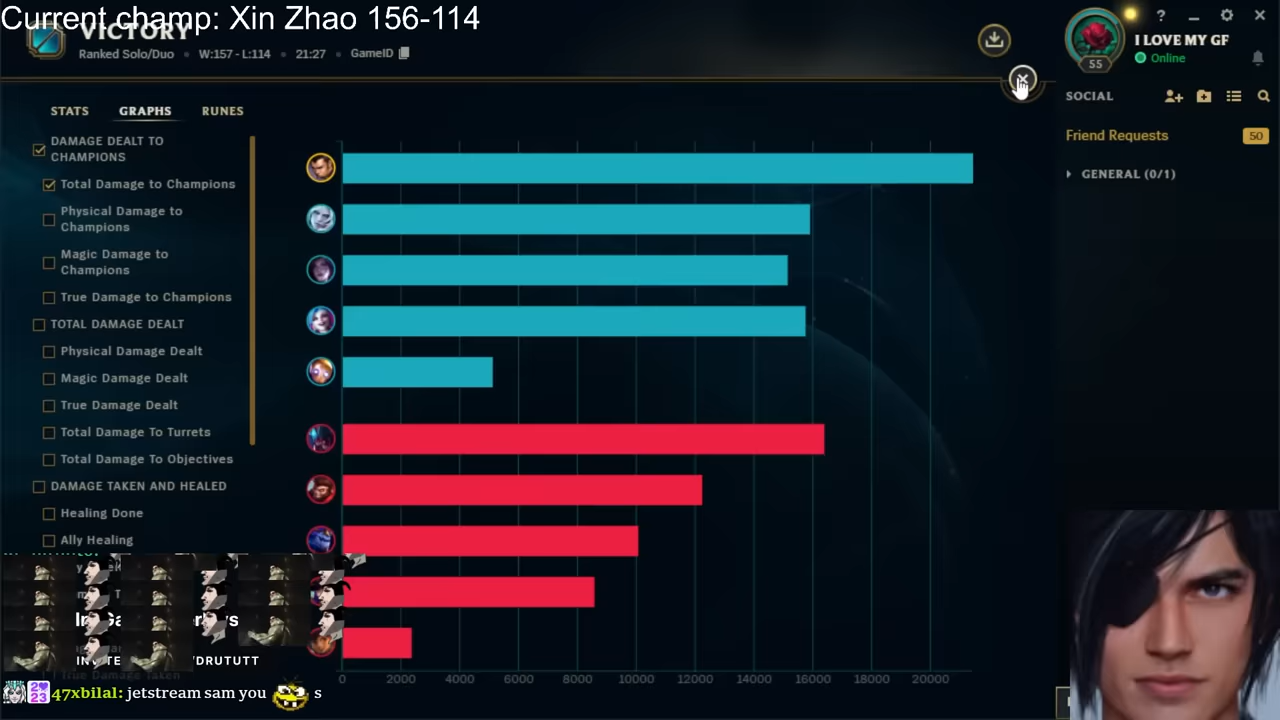 Current champ: Xin Zhao 156-114
VICTORY
Ranked Solo/Duo • W:157 - L:114 • 21:27 • GameID
55
I LOVE MY GF
Online
?
STATS
GRAPHS
RUNES
SOCIAL
Friend Requests
50
GENERAL (0/1)
DAMAGE DEALT TO
CHAMPIONS
Total Damage to Champions
Physical Damage to
Champions
Magic Damage to
Champions
True Damage to Champions
TOTAL DAMAGE DEALT
Physical Damage Dealt
Magic Damage Dealt
True Damage Dealt
Total Damage To Turrets
Total Damage To Objectives
DAMAGE TAKEN AND HEALED
Healing Done
Ally Healing
True Damage Taken
0
2000
4000
6000
8000
10000
12000
14000
16000
18000
20000
47xbilal: jetstream sam you s